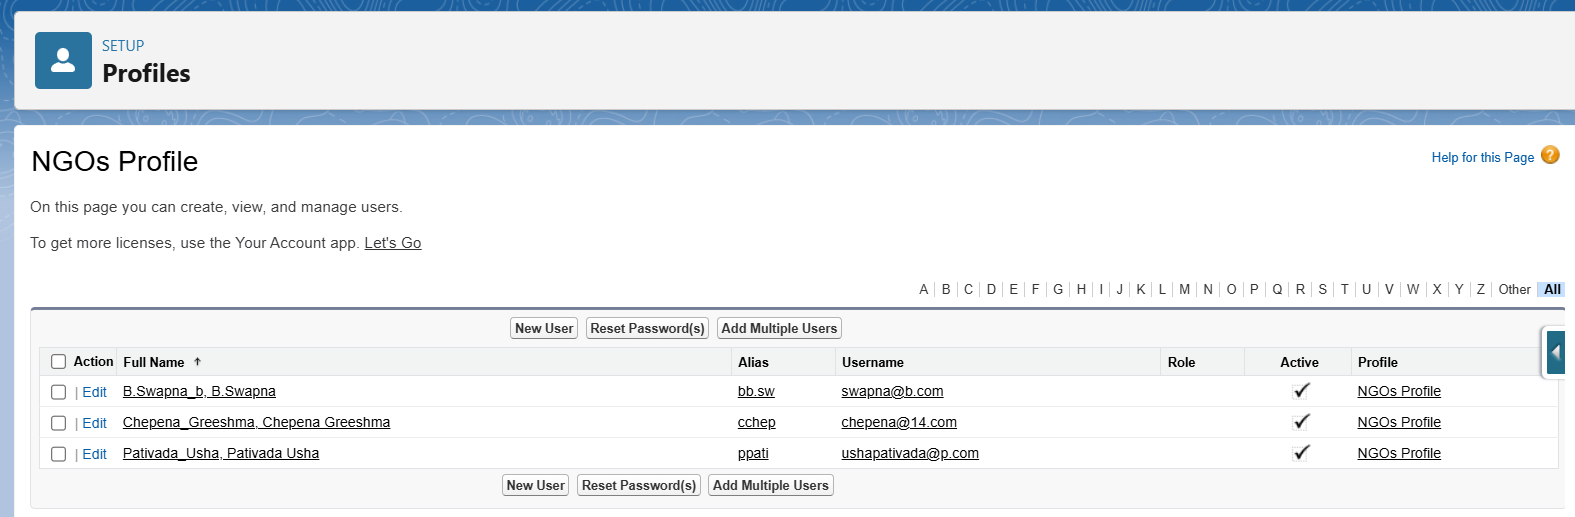 SETUP
Profiles
NGOs Profile
Help for this Page ?
On this page you can create, view, and manage users.
To get more licenses, use the Your Account app. Let's Go
A B C D E F G H I J K L M N O P Q R S T U V W X Y Z Other All
New User Reset Password(s) Add Multiple Users
Action Full Name ↑ Alias Username Role Active Profile
| Edit B.Swapna_b, B.Swapna bb.sw swapna@b.com NGOs Profile
| Edit Chepena_Greeshma, Chepena Greeshma cchep chepena@14.com NGOs Profile
| Edit Pativada_Usha, Pativada Usha ppati ushapativada@p.com NGOs Profile
New User Reset Password(s) Add Multiple Users